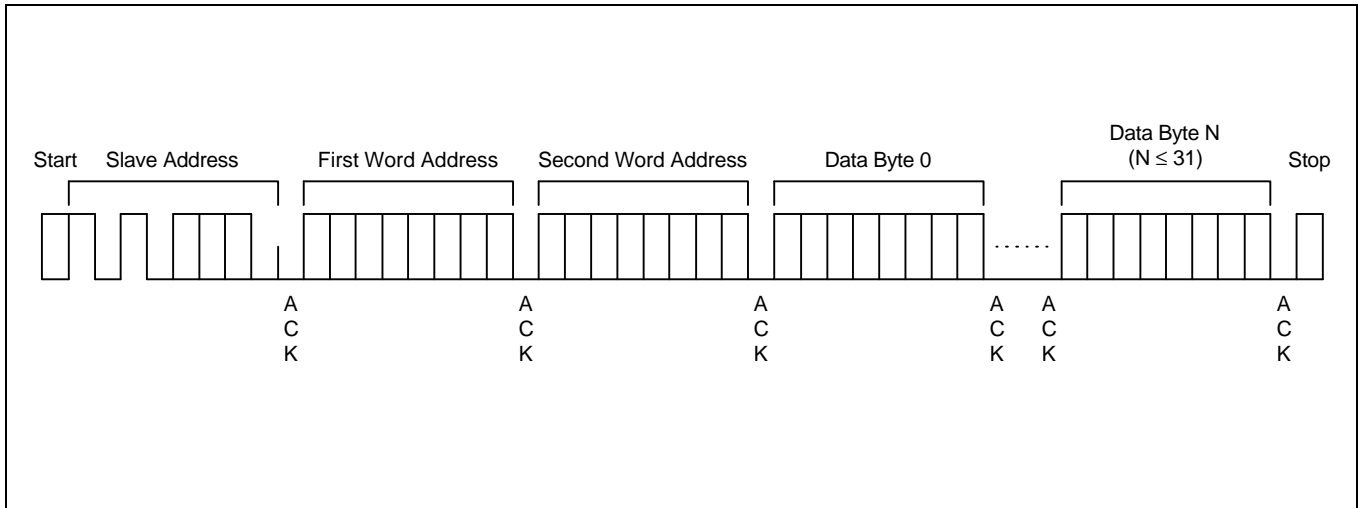 Start
Slave Address
First Word Address
Second Word Address
Data Byte 0
Data Byte N
(N ≤ 31)
Stop
......
A
C
K
A
C
K
A
C
K
A
C
K
A
C
K
A
C
K